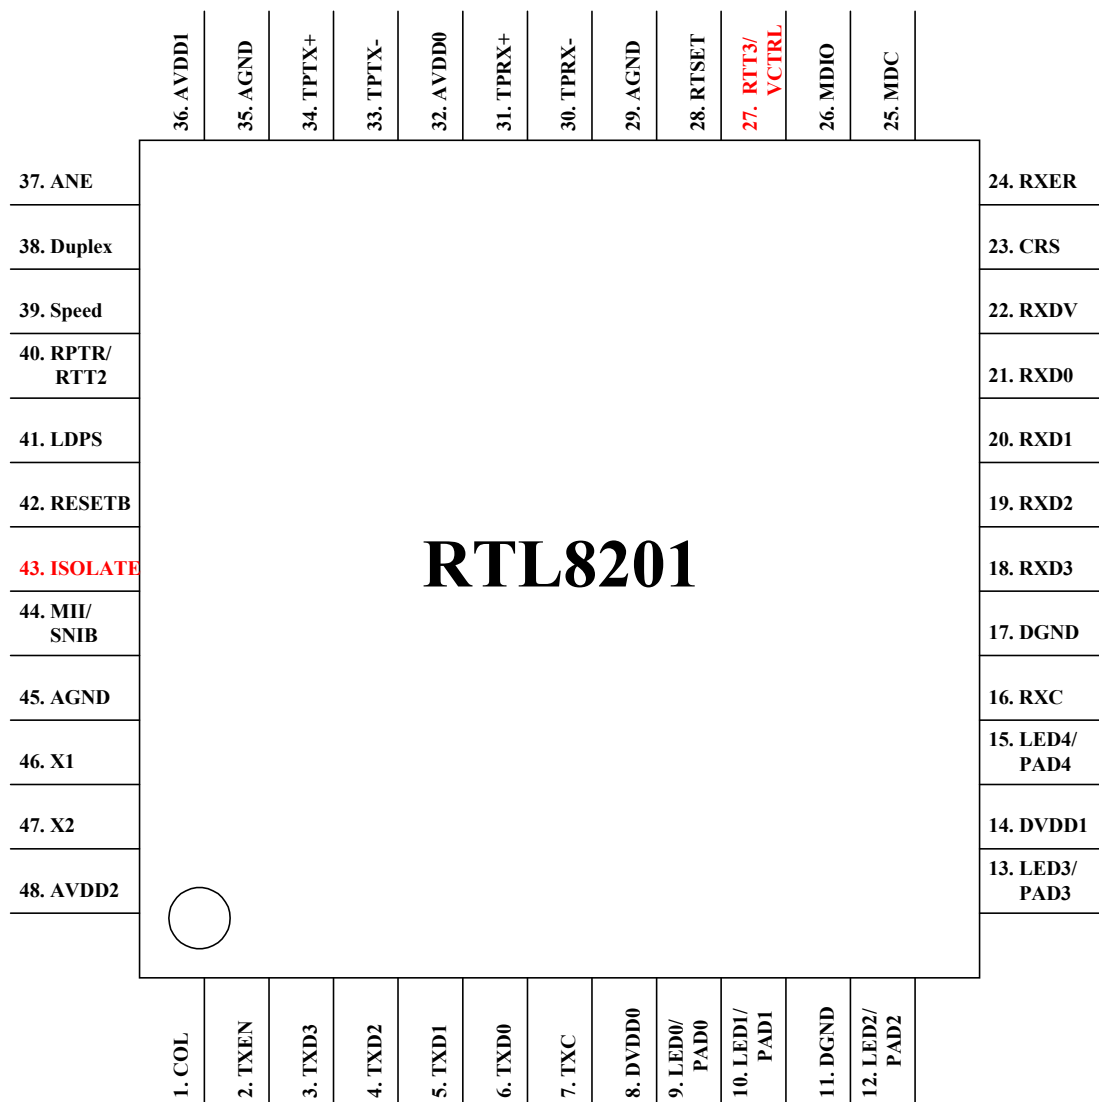 36. AVDD1
35. AGND
34. TPTX+
33. TPTX-
32. AVDD0
31. TPRX+
30. TPRX-
29. AGND
28. RTSET
27. RTT3/
VCTRL
26. MDIO
25. MDC
37. ANE
38. Duplex
39. Speed
40. RPTR/
RTT2
41. LDPS
42. RESETB
43. ISOLATE
44. MII/
SNIB
45. AGND
46. X1
47. X2
48. AVDD2
RTL8201
24. RXER
23. CRS
22. RXDV
21. RXD0
20. RXD1
19. RXD2
18. RXD3
17. DGND
16. RXC
15. LED4/
PAD4
14. DVDD1
13. LED3/
PAD3
1. COL
2. TXEN
3. TXD3
4. TXD2
5. TXD1
6. TXD0
7. TXC
8. DVDD0
9. LED0/
PAD0
10. LED1/
PAD1
11. DGND
12. LED2/
PAD2